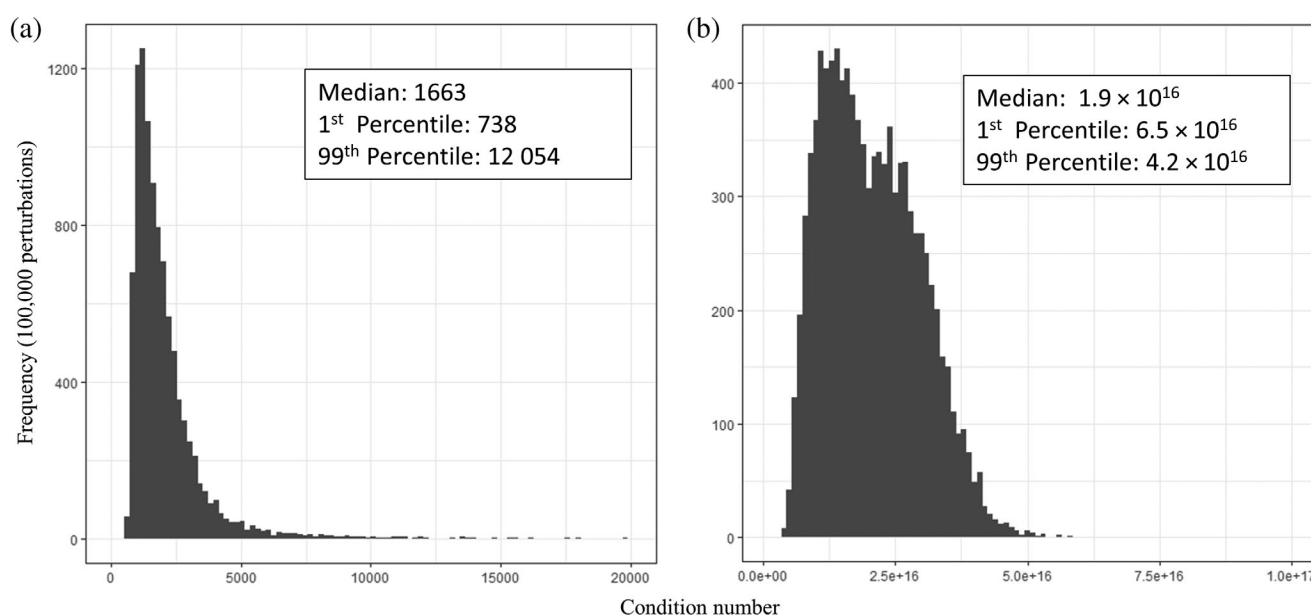 (a)
Median: 1663
1st Percentile: 738
99th Percentile: 12 054
Frequency (100,000 perturbations)
1200
800
400
0
0 5000 10000 15000 20000
(b)
Median: 1.9 × 10^16
1st Percentile: 6.5 × 10^16
99th Percentile: 4.2 × 10^16
400
300
200
100
0
0.0e+00 2.5e+16 5.0e+16 7.5e+16 1.0e+17
Condition number